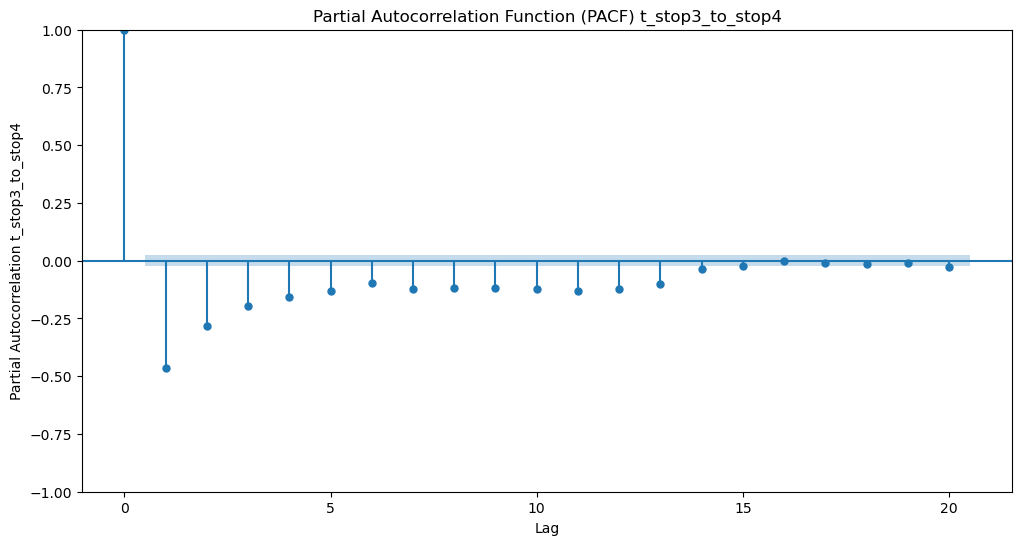 Partial Autocorrelation Function (PACF) t_stop3_to_stop4
Partial Autocorrelation t_stop3_to_stop4
1.00
0.75
0.50
0.25
0.00
−0.25
−0.50
−0.75
−1.00
0 5 10 15 20
Lag